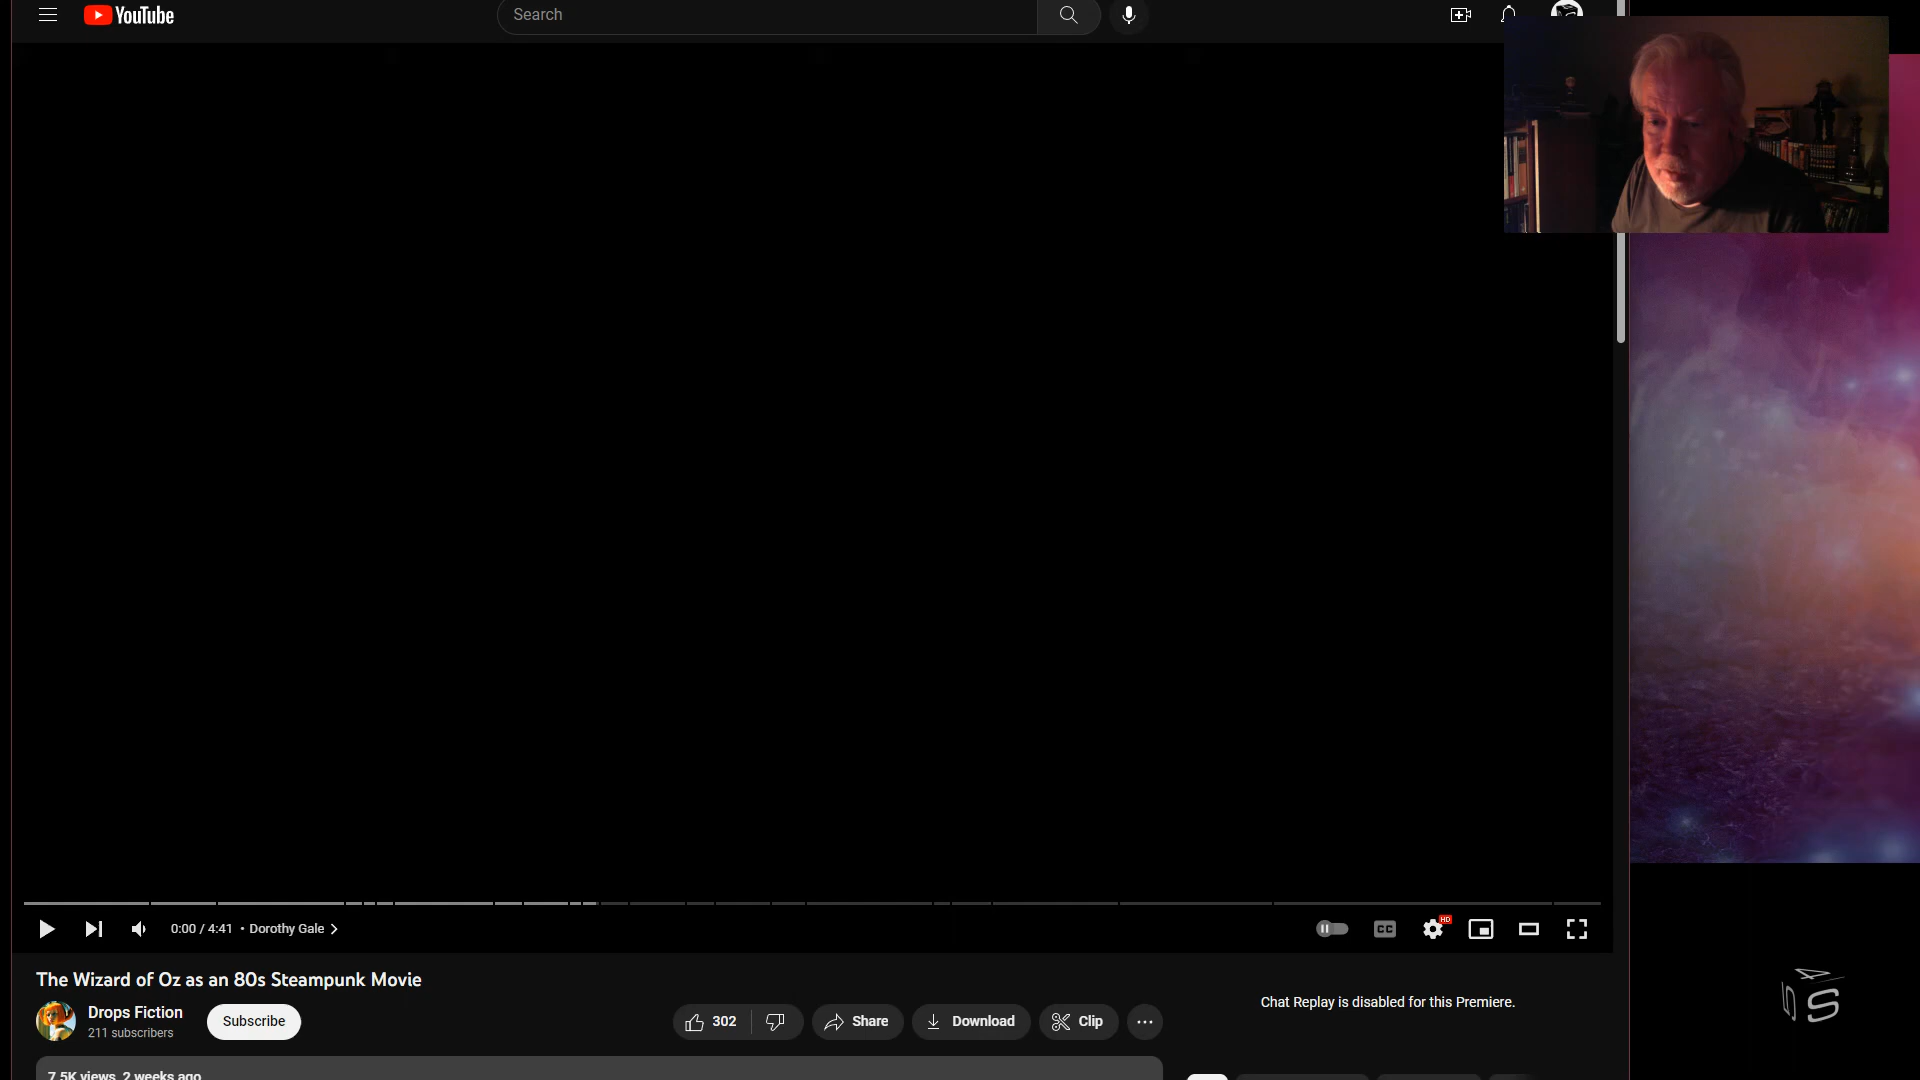 YouTube
Search
0:00 / 4:41 • Dorothy Gale
CC
HD
The Wizard of Oz as an 80s Steampunk Movie
Drops Fiction
211 subscribers
Subscribe
302
Share
Download
Clip
Chat Replay is disabled for this Premiere.
7.5K views 2 weeks ago